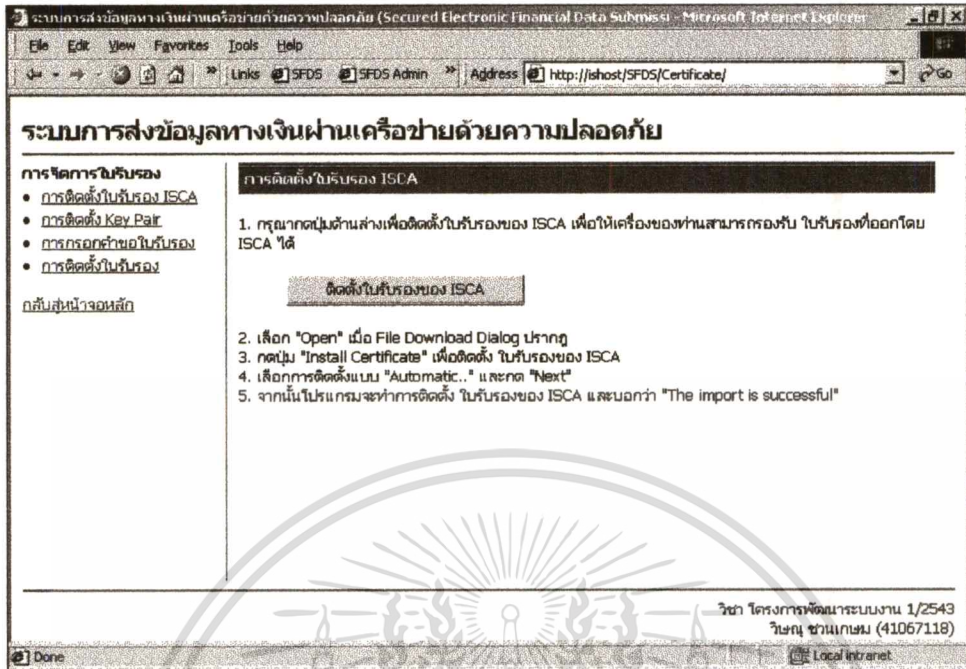 ระบบการส่งข้อมูลทางเงินผ่านเครือข่ายด้วยความปลอดภัย (Secured Electronic Financial Data Submissi - Microsoft Internet Explorer
File Edit View Favorites Tools Help
Links SFDS SFDS Admin Address http://ishost/SFDS/Certificate/ Go
ระบบการส่งข้อมูลทางเงินผ่านเครือข่ายด้วยความปลอดภัย
การจัดการใบรับรอง
• การติดตั้งใบรับรอง ISCA
• การติดตั้ง Key Pair
• การกรอกคำขอใบรับรอง
• การติดตั้งใบรับรอง
กลับสู่หน้าจอหลัก
การติดตั้งใบรับรอง ISCA
1. กรุณากดปุ่มด้านล่างเพื่อติดตั้งใบรับรองของ ISCA เพื่อให้เครื่องของท่านสามารถรองรับ ใบรับรองที่ออกโดย
ISCA ได้
ติดตั้งใบรับรองของ ISCA
2. เลือก "Open" เมื่อ File Download Dialog ปรากฎ
3. กดปุ่ม "Install Certificate" เพื่อติดตั้ง ใบรับรองของ ISCA
4. เลือกการติดตั้งแบบ "Automatic.." และกด "Next"
5. จากนั้นโปรแกรมจะทำการติดตั้ง ใบรับรองของ ISCA และบอกว่า "The import is successful"
วิชา โครงการพัฒนาระบบงาน 1/2543
วิษณุ ชวนเกษม (41067118)
Done Local intranet